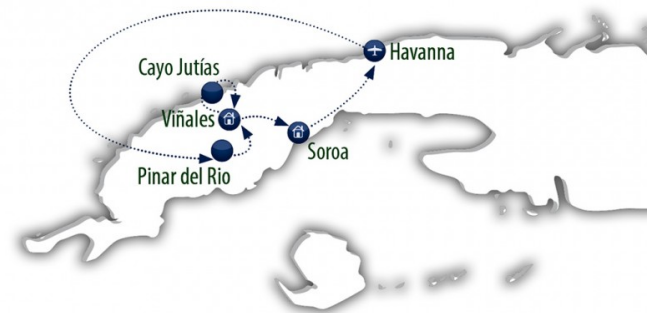 Havanna
Cayo Jutías
Viñales
Soroa
Pinar del Rio